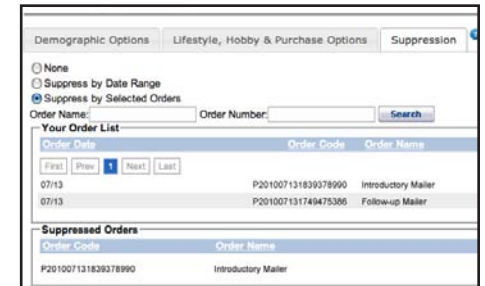 Demographic Options Lifestyle, Hobby & Purchase Options Suppression
None
Suppress by Date Range
Suppress by Selected Orders
Order Name: Order Number: Search
Your Order List
Order Date Order Code Order Name
First Prev 1 Next Last
07/13 P201007131839378990 Introductory Mailer
07/13 P201007131749475386 Follow-up Mailer
Suppressed Orders
Order Code Order Name
P201007131839378990 Introductory Mailer